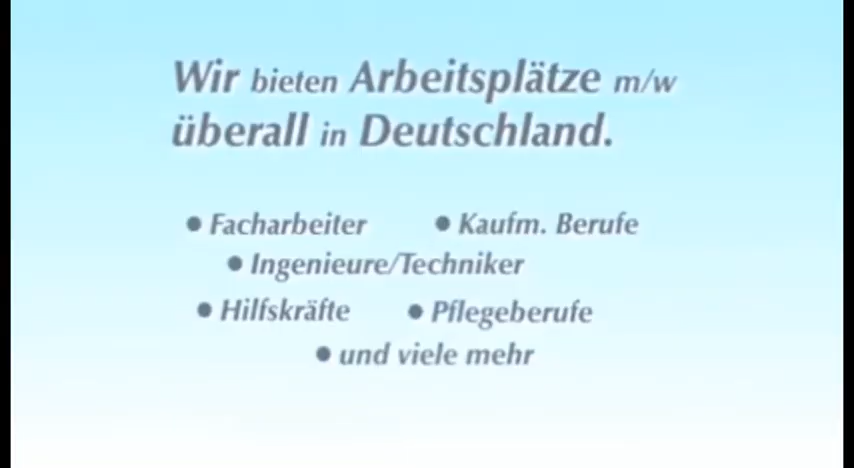 Wir bieten Arbeitsplätze m/w
überall in Deutschland.
● Facharbeiter ● Kaufm. Berufe
● Ingenieure/Techniker
● Hilfskräfte ● Pflegeberufe
● und viele mehr